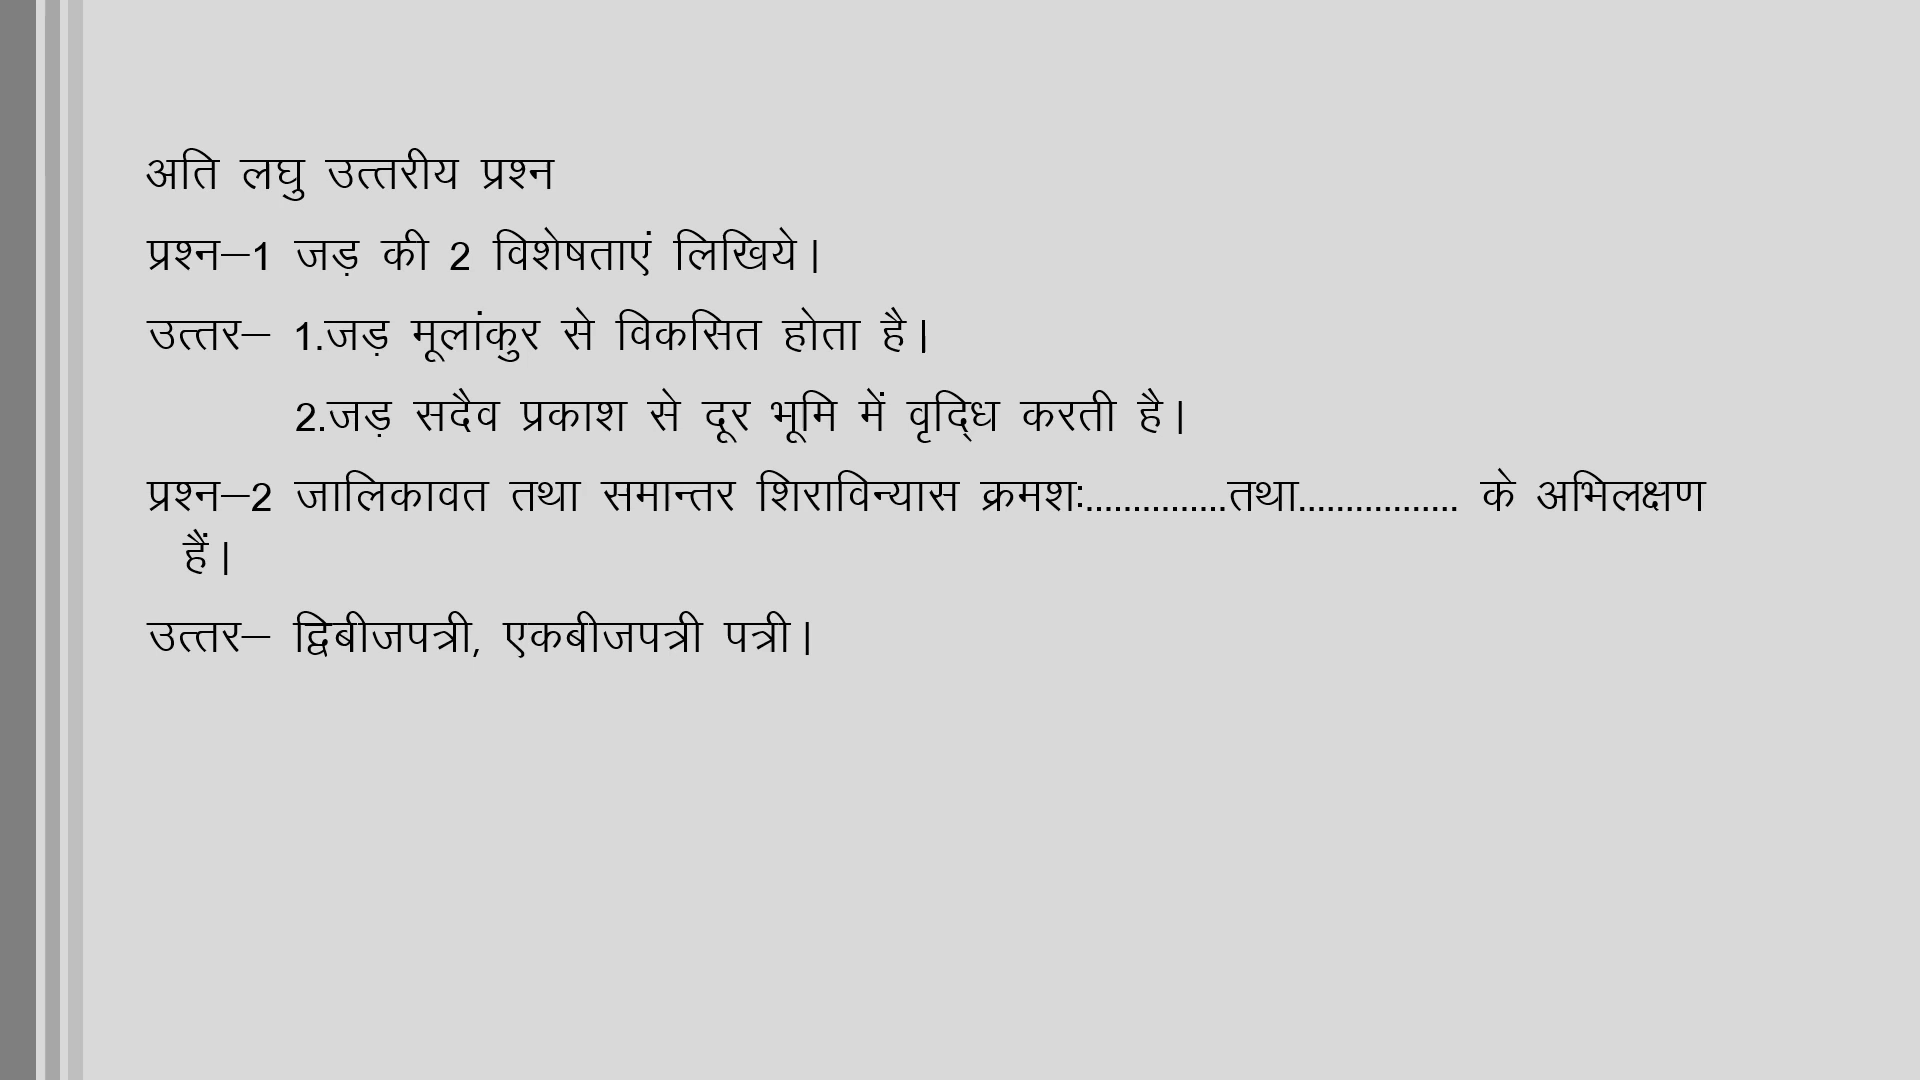 अति लघु उत्तरीय प्रश्न
प्रश्न–1 जड़ की 2 विशेषताएं लिखिये।
उत्तर– 1.जड़ मूलांकुर से विकसित होता है।
2.जड़ सदैव प्रकाश से दूर भूमि में वृद्धि करती है।
प्रश्न–2 जालिकावत तथा समान्तर शिराविन्यास क्रमशः...............तथा................. के अभिलक्षण
हैं।
उत्तर– द्विबीजपत्री, एकबीजपत्री पत्री।